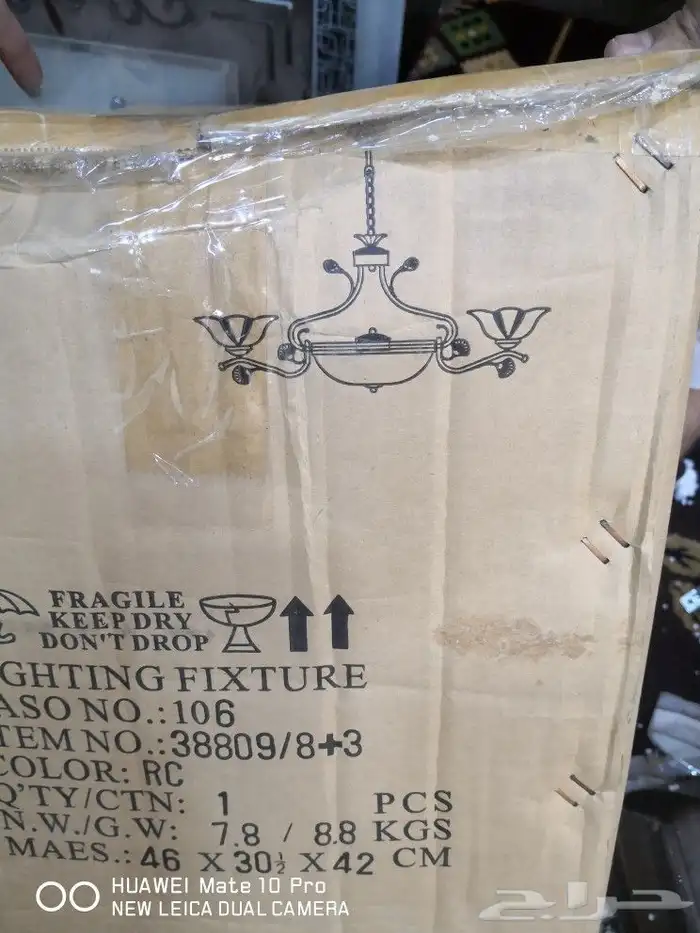 FRAGILE
KEEP DRY
DON'T DROP
GHTING FIXTURE
ASO NO.:106
TEM NO.:38809/8+3
COLOR: RC
Q'TY/CTN: 1 PCS
N.W./G.W: 7.8 / 8.8 KGS
MAES.: 46 X 30½ X 42 CM
HUAWEI Mate 10 Pro
NEW LEICA DUAL CAMERA
حراج